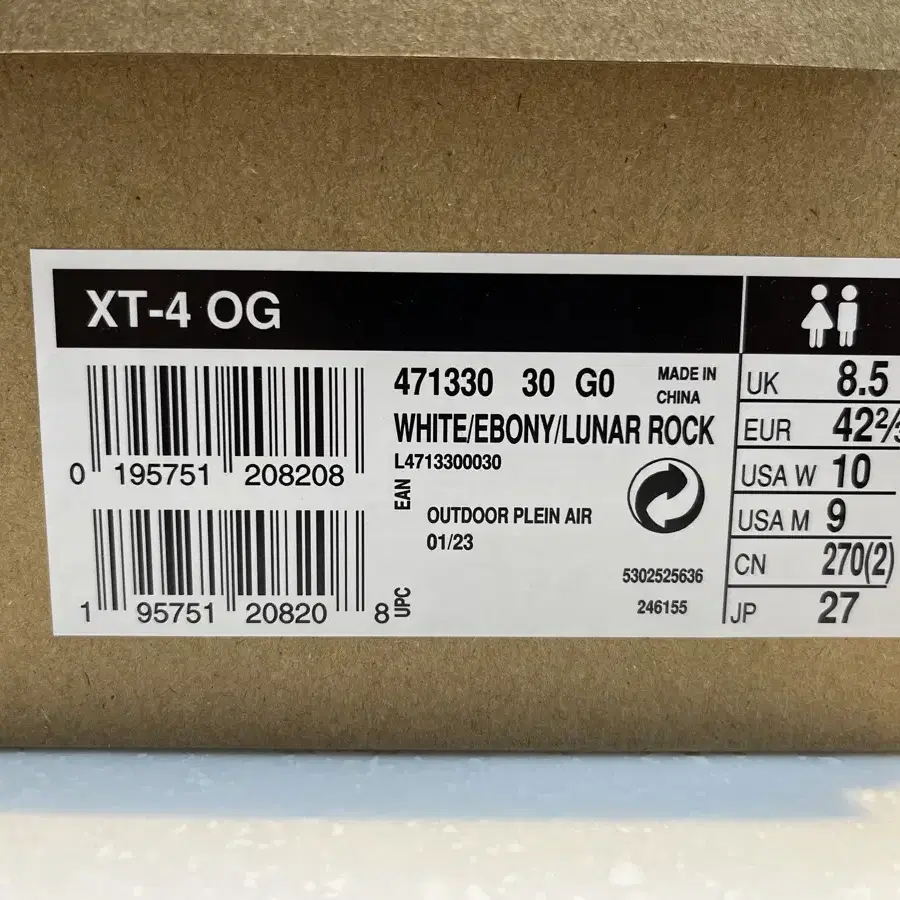 XT-4 OG
0 195751 208208
EAN
1 95751 20820 8
UPC
471330 30 G0
MADE IN
CHINA
WHITE/EBONY/LUNAR ROCK
L4713300030
OUTDOOR PLEIN AIR
01/23
5302525636
246155
UK 8.5
EUR 42⅔
USA W 10
USA M 9
CN 270(2)
JP 27